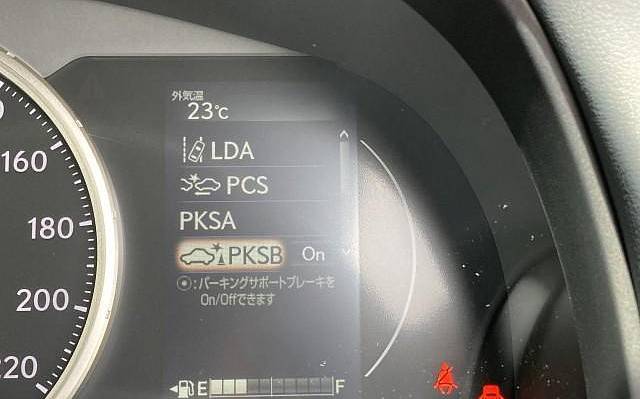 外気温
23℃
160
LDA
PCS
180
PKSA
PKSB On
⦿:パーキングサポートブレーキを
On/Offできます
200
220
E F